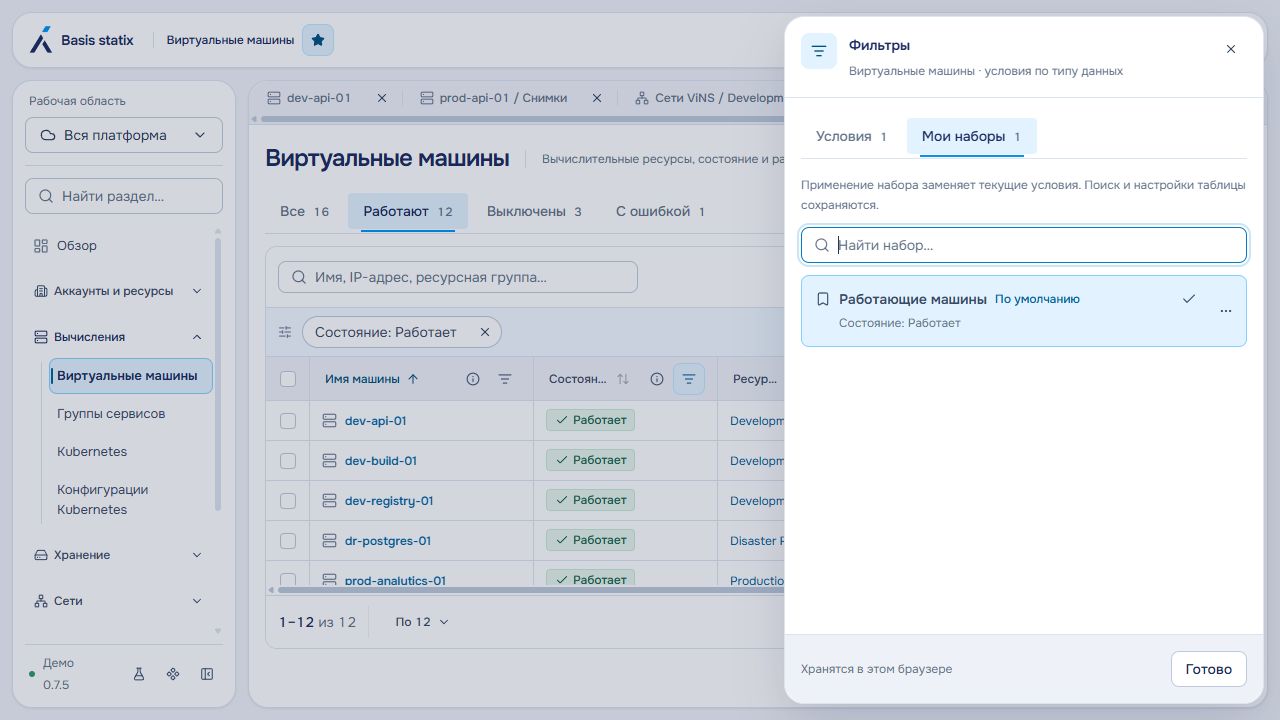 Basis statix
Виртуальные машины
Рабочая область
Вся платформа
Найти раздел...
Обзор
Аккаунты и ресурсы
Вычисления
Виртуальные машины
Группы сервисов
Kubernetes
Конфигурации
Kubernetes
Хранение
Сети
Демо
0.7.5
dev-api-01
prod-api-01 / Снимки
Сети ViNS / Developm
Виртуальные машины
Вычислительные ресурсы, состояние и ра
Все 16
Работают 12
Выключены 3
С ошибкой 1
Имя, IP-адрес, ресурсная группа...
Состояние: Работает
Имя машины
Состоян...
Ресур...
dev-api-01 Работает Developm
dev-build-01 Работает Developm
dev-registry-01 Работает Developm
dr-postgres-01 Работает Disaster R
prod-analytics-01 Работает Productio
1–12 из 12
По 12
Фильтры
Виртуальные машины · условия по типу данных
Условия 1
Мои наборы 1
Применение набора заменяет текущие условия. Поиск и настройки таблицы
сохраняются.
Найти набор...
Работающие машины По умолчанию
Состояние: Работает
Хранятся в этом браузере
Готово